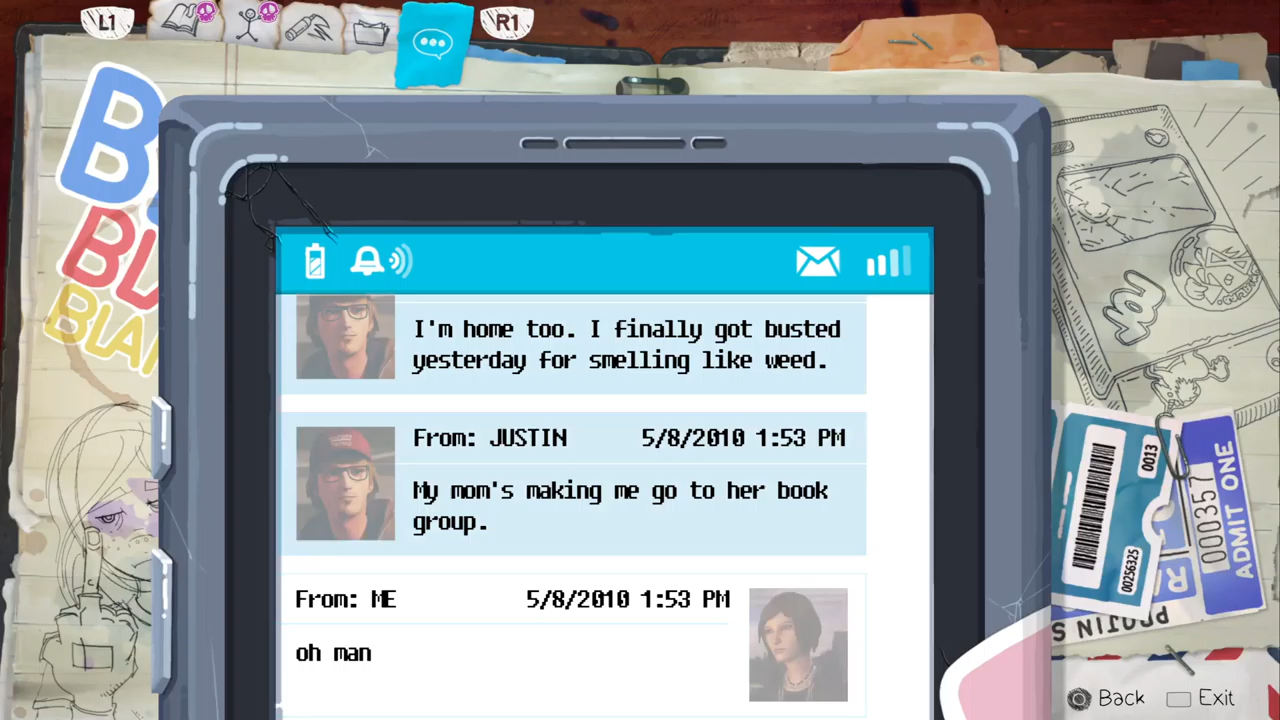 L1
R1
I'm home too. I finally got busted
yesterday for smelling like weed.
From: JUSTIN 5/8/2010 1:53 PM
My mom's making me go to her book
group.
From: ME 5/8/2010 1:53 PM
oh man
0013
00256325
000357
ADMIT ONE
Back
Exit